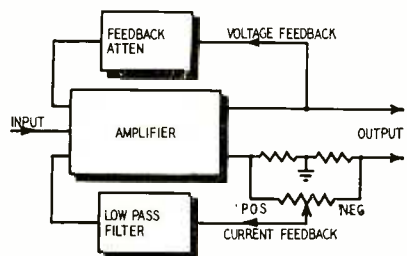 FEEDBACK
ATTEN
VOLTAGE FEEDBACK
INPUT
AMPLIFIER
OUTPUT
LOW PASS
FILTER
POS
NEG
CURRENT FEEDBACK